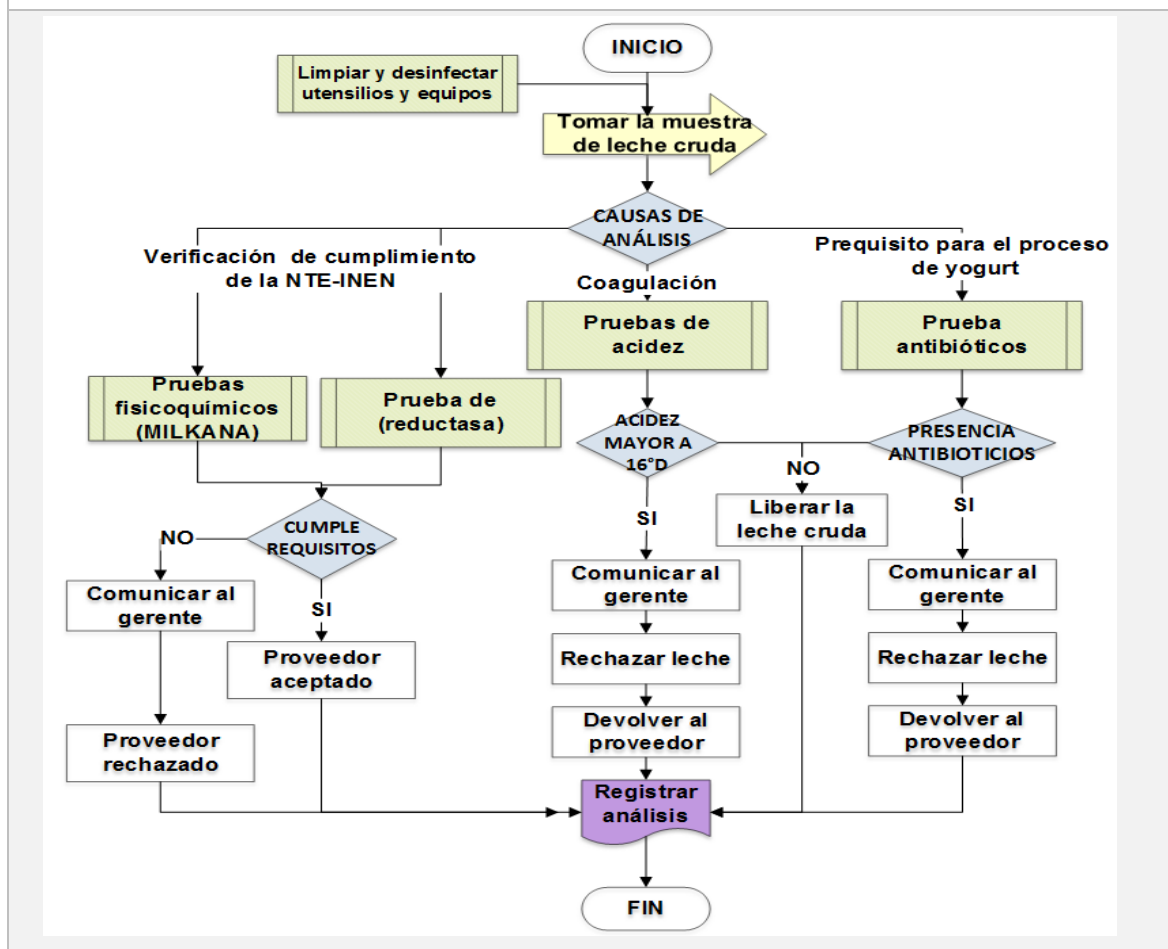 INICIO
Limpiar y desinfectar
utensilios y equipos
Tomar la muestra
de leche cruda
CAUSAS DE
ANÁLISIS
Verificación de cumplimiento
de la NTE-INEN
Coagulación
Prequisito para el proceso
de yogurt
Pruebas
fisicoquímicos
(MILKANA)
Prueba de
(reductasa)
Pruebas de
acidez
Prueba
antibióticos
CUMPLE
REQUISITOS
ACIDEZ
MAYOR A
16°D
PRESENCIA
ANTIBIOTICIOS
NO
Comunicar al
gerente
Proveedor
rechazado
SI
Proveedor
aceptado
SI
Comunicar al
gerente
Rechazar leche
Devolver al
proveedor
NO
Liberar la
leche cruda
SI
Comunicar al
gerente
Rechazar leche
Devolver al
proveedor
Registrar
análisis
FIN